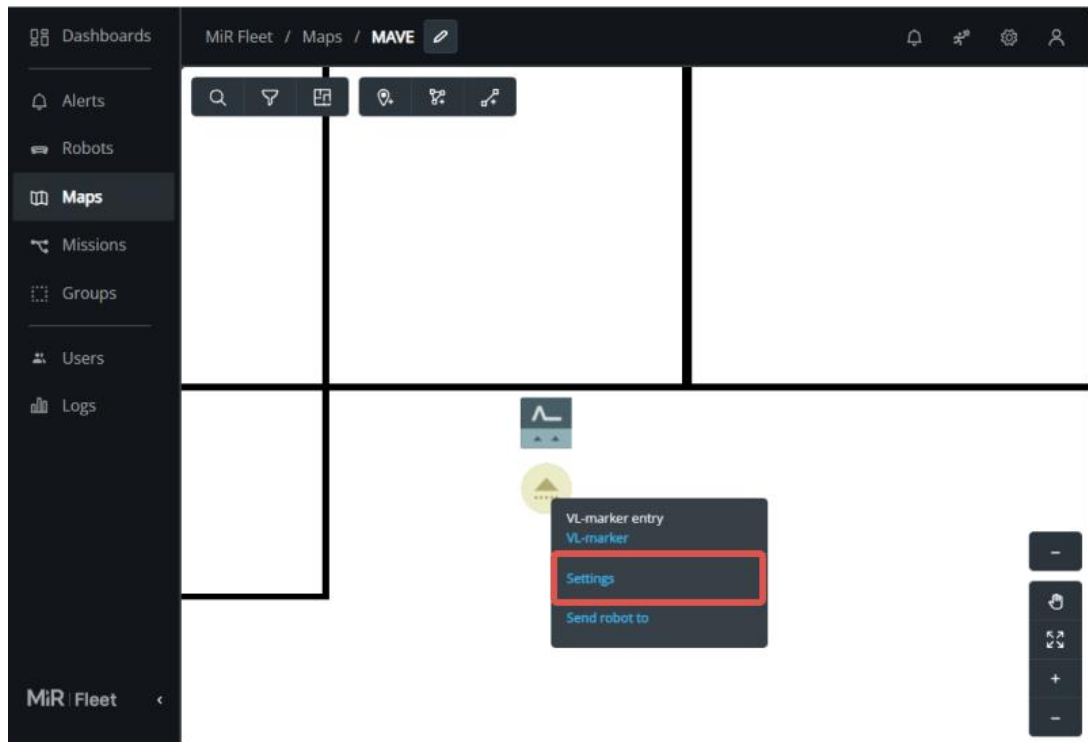 Dashboards
MiR Fleet / Maps / MAVE
Alerts
Robots
Maps
Missions
Groups
Users
Logs
VL-marker entry
VL-marker
Settings
Send robot to
MiR Fleet